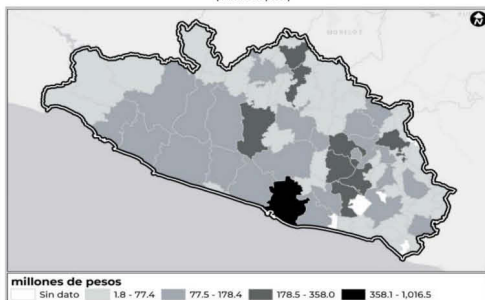 MORELOS
N
millones de pesos
Sin dato
1.8 - 77.4
77.5 - 178.4
178.5 - 358.0
358.1 - 1,016.5